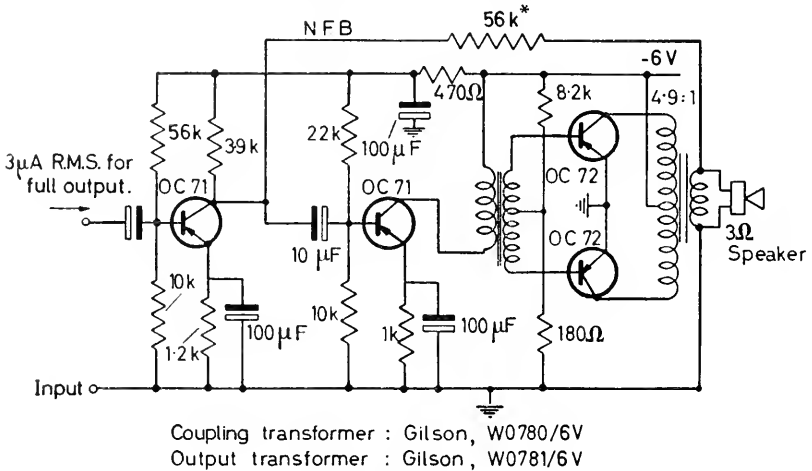 56k*
NFB
-6V
470Ω
8·2k
4·9:1
56k
39k
22k
100µF
3µA R.M.S. for
full output.
OC 71
OC 71
OC 72
OC 72
10µF
3Ω
Speaker
10k
1·2k
100µF
10k
1k
100µF
180Ω
Input
Coupling transformer : Gilson, W0780/6V
Output transformer : Gilson, W0781/6V